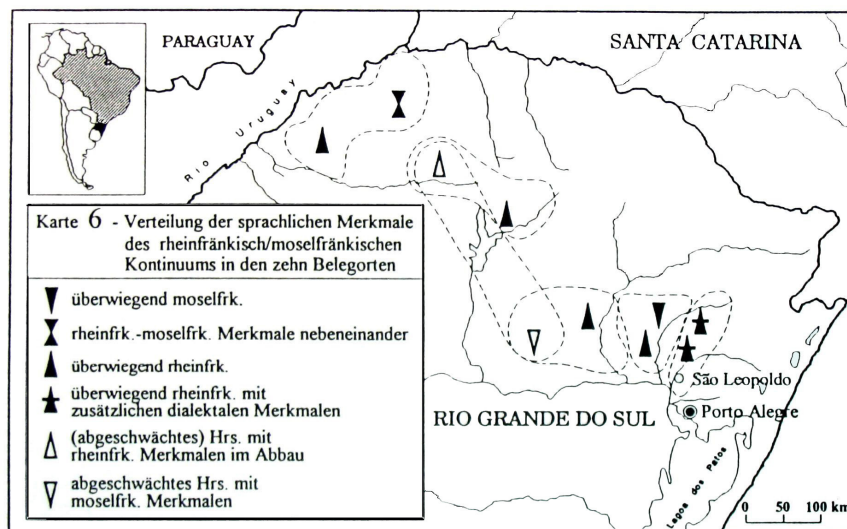 PARAGUAY
SANTA CATARINA
Rio Uruguay
Karte 6 - Verteilung der sprachlichen Merkmale
des rheinfränkisch/moselfränkischen
Kontinuums in den zehn Belegorten
überwiegend moselfrk.
rheinfrk.-moselfrk. Merkmale nebeneinander
überwiegend rheinfrk.
überwiegend rheinfrk. mit
zusätzlichen dialektalen Merkmalen
(abgeschwächtes) Hrs. mit
rheinfrk. Merkmalen im Abbau
abgeschwächtes Hrs. mit
moselfrk. Merkmalen
São Leopoldo
RIO GRANDE DO SUL
Porto Alegre
Lagoa dos Patos
0 50 100 km